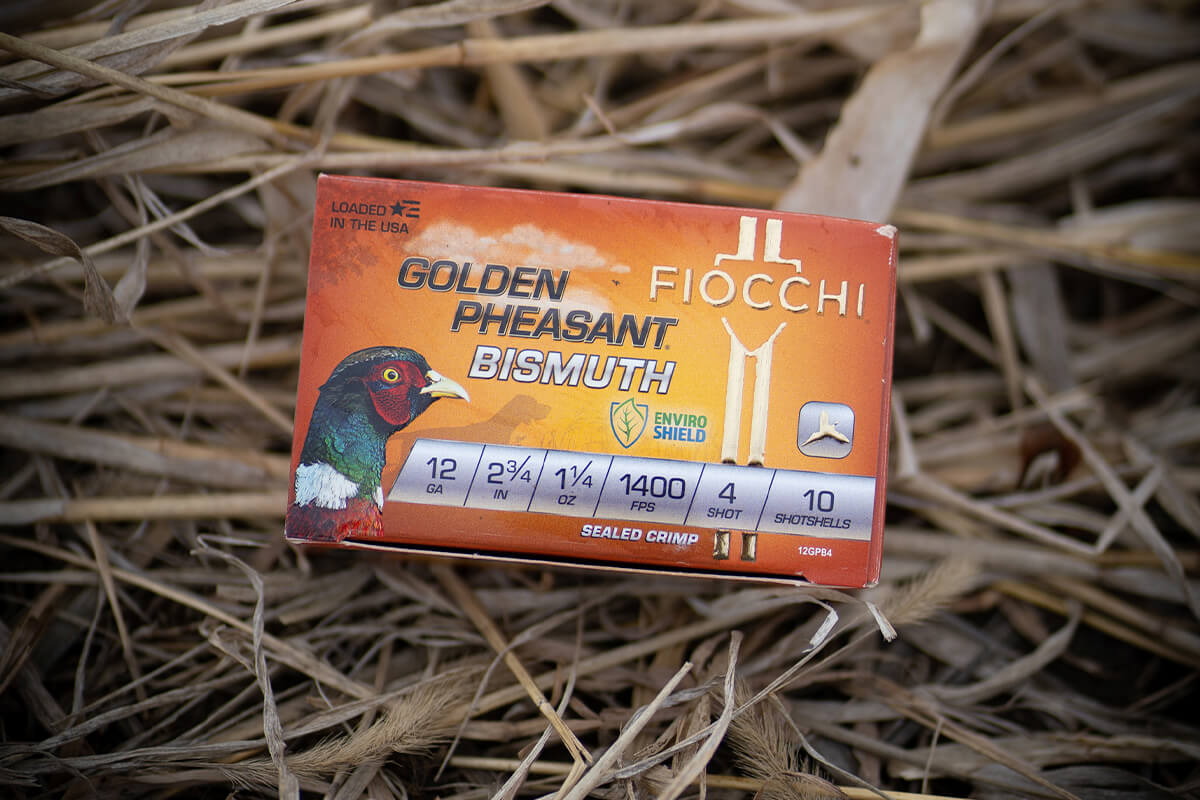 LOADED
IN THE USA
FIOCCHI
GOLDEN
PHEASANT®
BISMUTH
ENVIRO
SHIELD
12 GA
2 3/4 IN
1 1/4 OZ
1400 FPS
4 SHOT
10 SHOTSHELLS
SEALED CRIMP
12GPB4